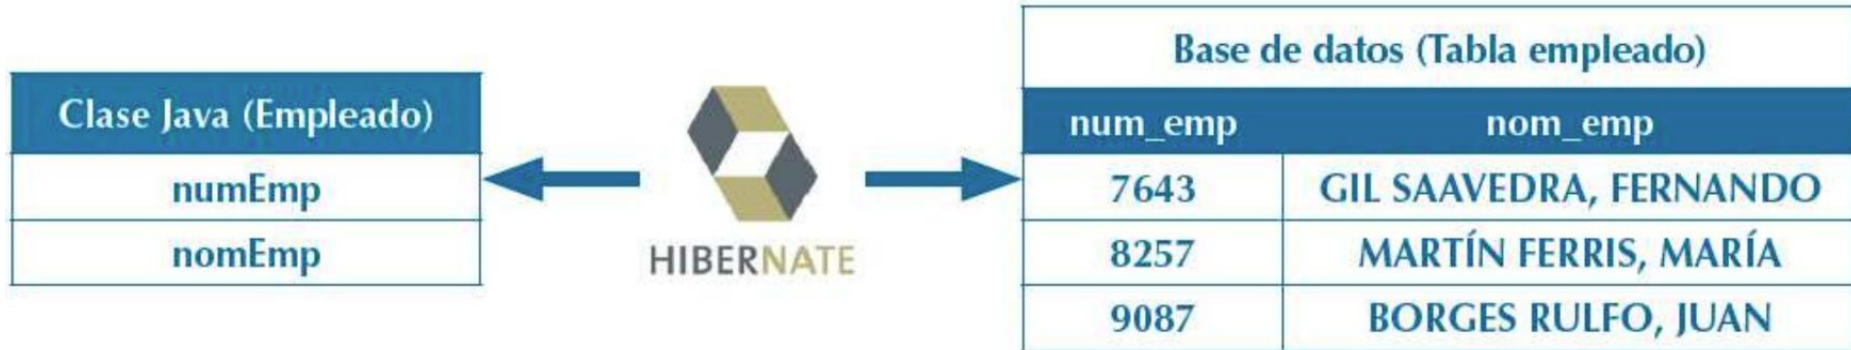 Clase Java (Empleado)
numEmp
nomEmp
HIBERNATE
Base de datos (Tabla empleado)
num_emp nom_emp
7643 GIL SAAVEDRA, FERNANDO
8257 MARTÍN FERRIS, MARÍA
9087 BORGES RULFO, JUAN